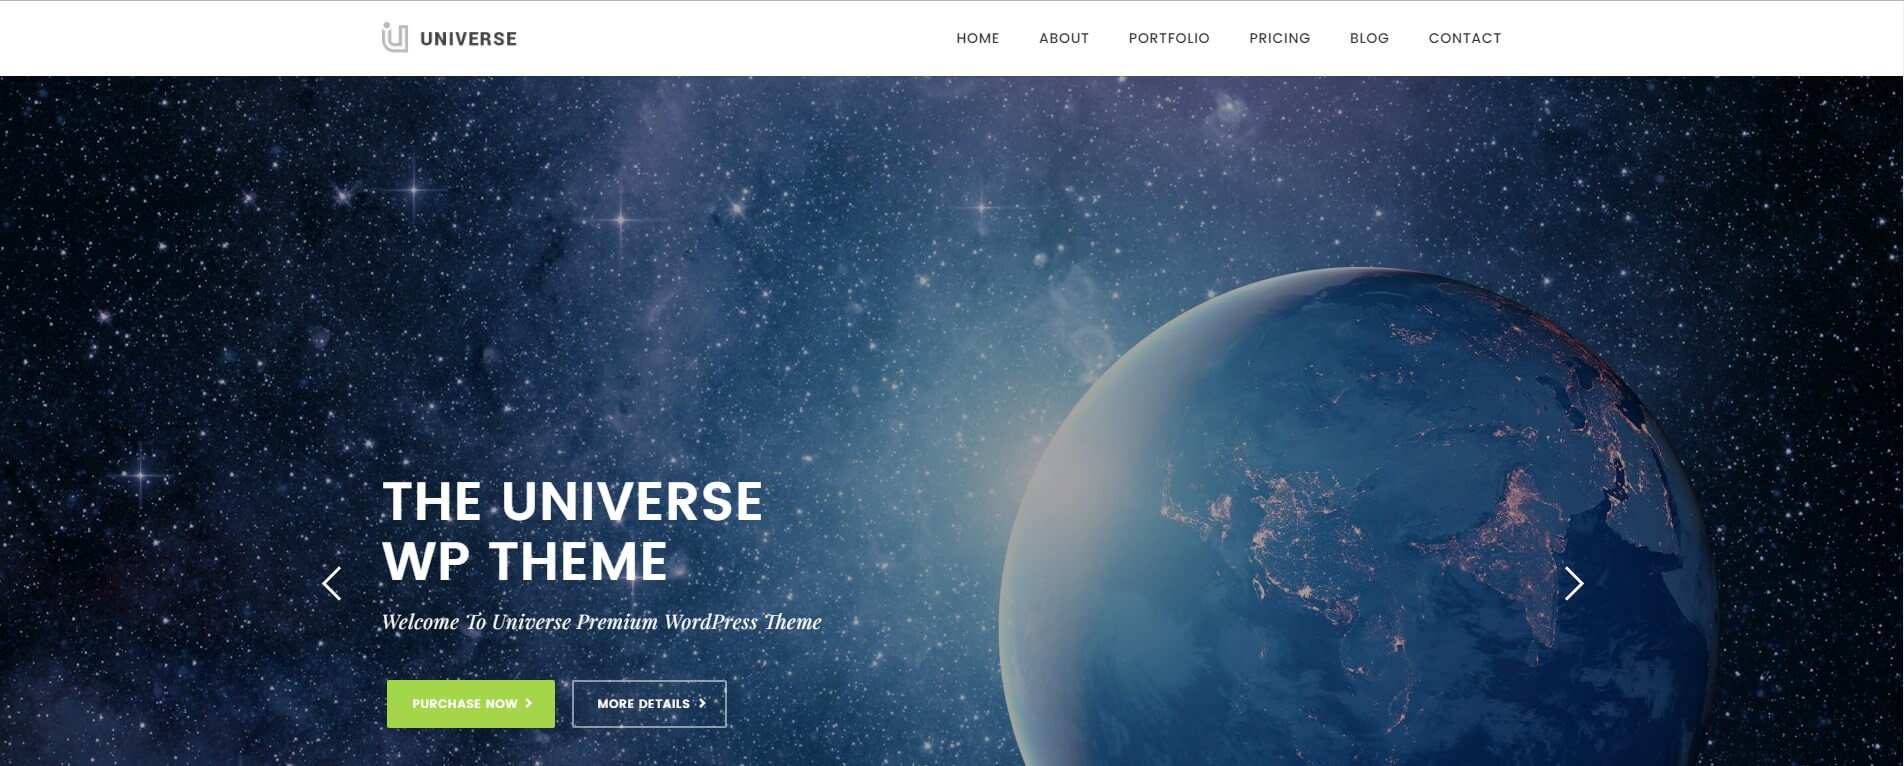 UNIVERSE
HOME ABOUT PORTFOLIO PRICING BLOG CONTACT
THE UNIVERSE
WP THEME
Welcome To Universe Premium WordPress Theme
PURCHASE NOW
MORE DETAILS